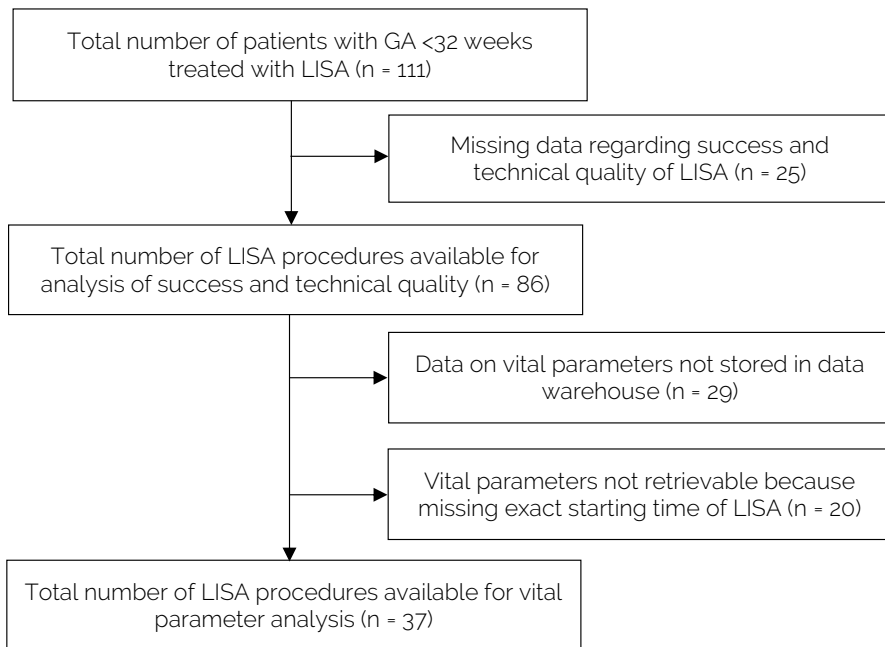 Total number of patients with GA <32 weeks
treated with LISA (n = 111)
Missing data regarding success and
technical quality of LISA (n = 25)
Total number of LISA procedures available for
analysis of success and technical quality (n = 86)
Data on vital parameters not stored in data
warehouse (n = 29)
Vital parameters not retrievable because
missing exact starting time of LISA (n = 20)
Total number of LISA procedures available for vital
parameter analysis (n = 37)